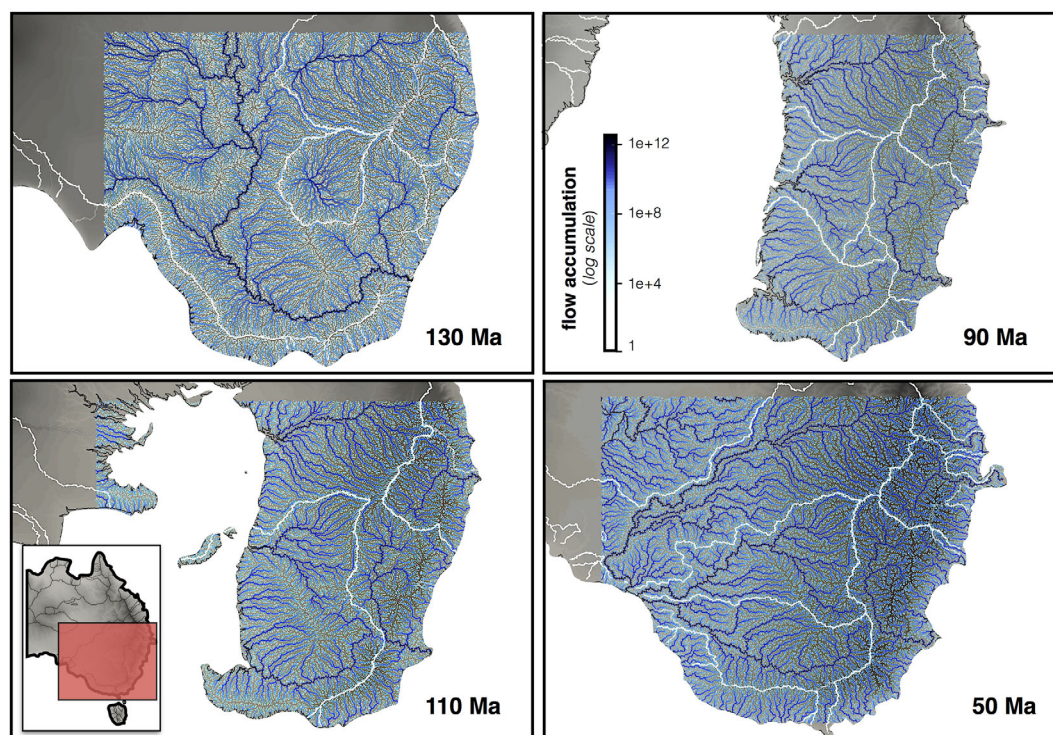 130 Ma
90 Ma
flow accumulation
(log scale)
1e+12
1e+8
1e+4
1
110 Ma
50 Ma